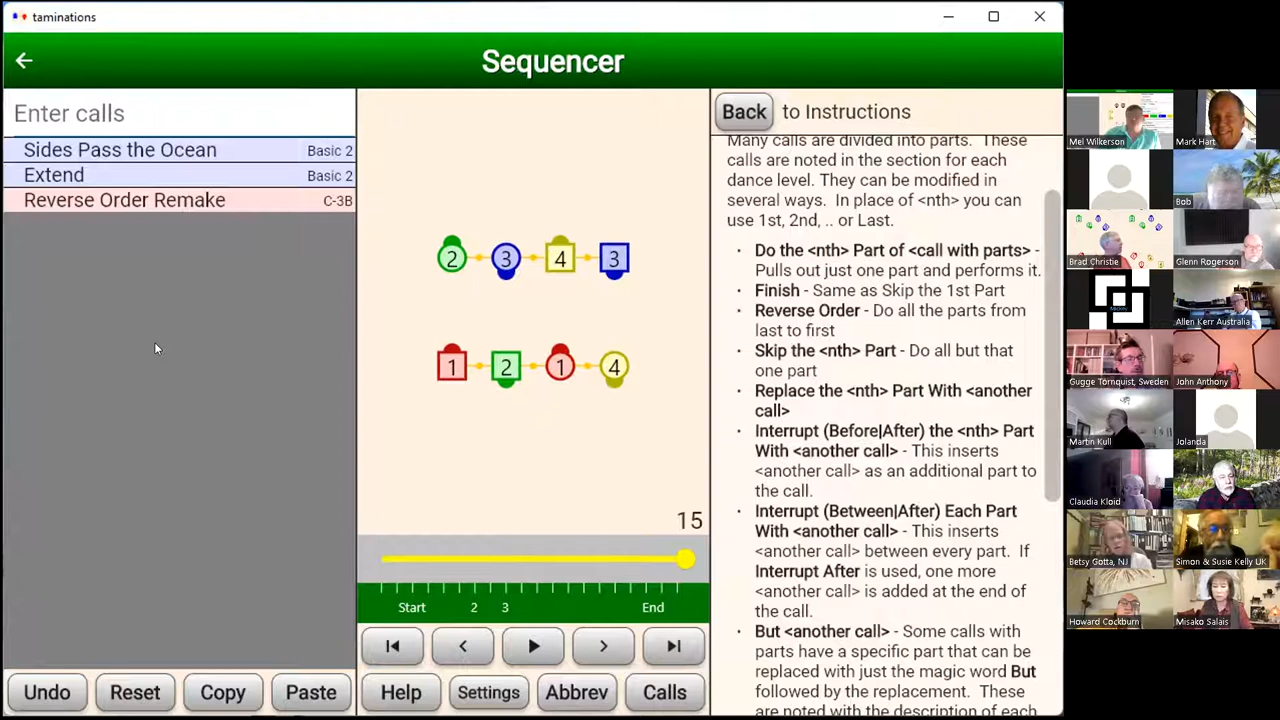 taminations
Sequencer
Enter calls
Sides Pass the Ocean Basic 2
Extend Basic 2
Reverse Order Remake C-3B
2 3 4 3
1 2 1 4
15
Start 2 3 End
Undo Reset Copy Paste
Help Settings Abbrev Calls
Back to Instructions
Many calls are divided into parts. These
calls are noted in the section for each
dance level. They can be modified in
several ways. In place of <nth> you can
use 1st, 2nd, .. or Last.
· Do the <nth> Part of <call with parts> -
Pulls out just one part and performs it.
· Finish - Same as Skip the 1st Part
· Reverse Order - Do all the parts from
last to first
· Skip the <nth> Part - Do all but that
one part
· Replace the <nth> Part With <another
call>
· Interrupt (Before|After) the <nth> Part
With <another call> - This inserts
<another call> as an additional part to
the call.
· Interrupt (Between|After) Each Part
With <another call> - This inserts
<another call> between every part. If
Interrupt After is used, one more
<another call> is added at the end of
the call.
· But <another call> - Some calls with
parts have a specific part that can be
replaced with just the magic word But
followed by the replacement. These
are noted with the description of each
Mel Wilkerson Mark Hart
Bob
Brad Christie Glenn Rogerson
Allen Kerr Australia
Gugge Törnquist, Sweden John Anthony
Martin Kull Jolanda
Claudia Kloid
Betsy Gotta, NJ Simon & Susie Kelly UK
Howard Cockburn Misako Salais